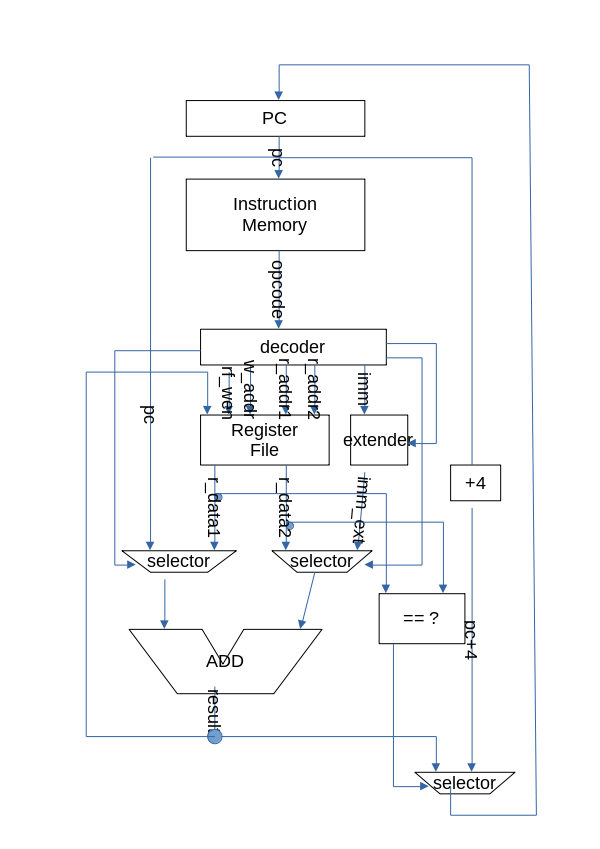 PC
pc
Instruction
Memory
opcode
decoder
rf_wen
w_addr
r_addr1
r_addr2
imm
pc
Register
File
extender
+4
r_data1
r_data2
imm_ext
selector
selector
== ?
pc+4
ADD
result
selector